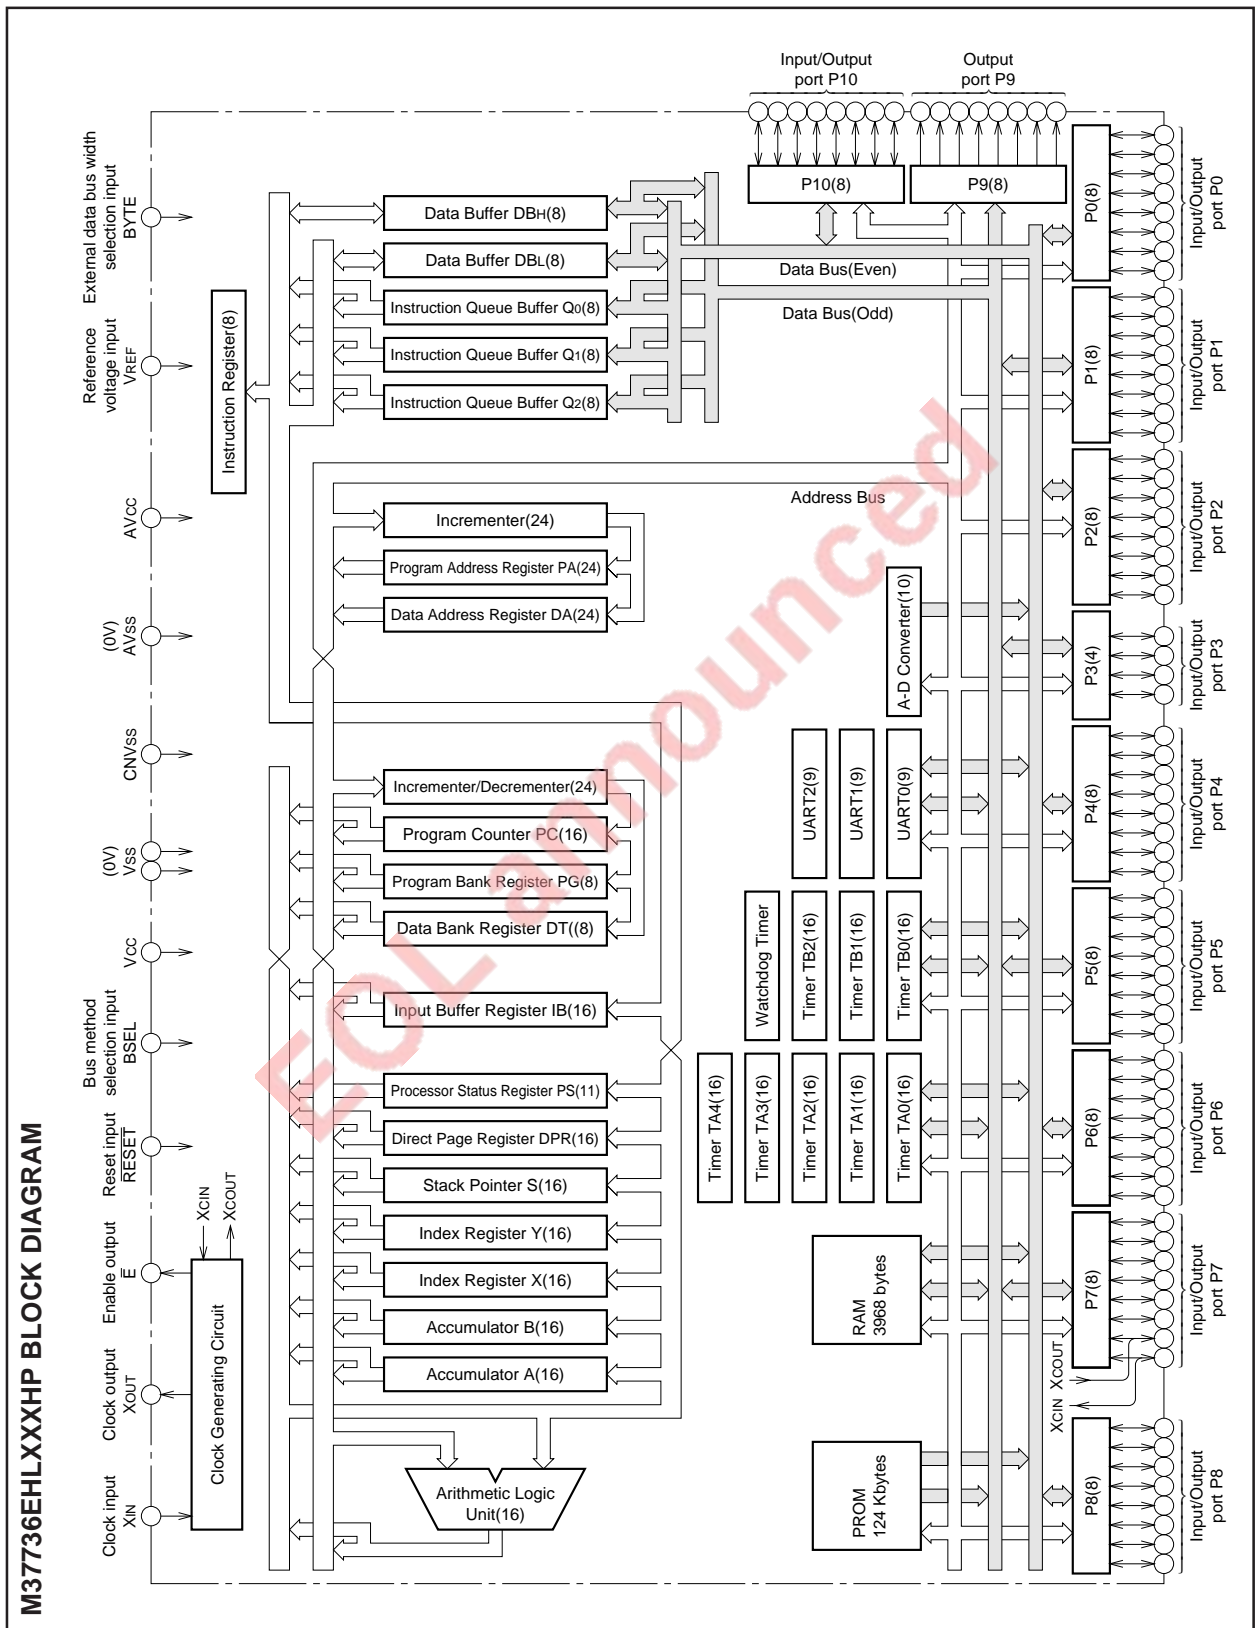 M37736EHLXXXHP BLOCK DIAGRAM
Clock input
XIN
Clock output
XOUT
Enable output
E
Reset input
RESET
Bus method
selection input
BSEL
VCC
(0V)
VSS
CNVSS
(0V)
AVSS
AVCC
Reference
voltage input
VREF
External data bus width
selection input
BYTE
Clock Generating Circuit
XCIN
XCOUT
Instruction Register(8)
Data Buffer DBH(8)
Data Buffer DBL(8)
Instruction Queue Buffer Q0(8)
Instruction Queue Buffer Q1(8)
Instruction Queue Buffer Q2(8)
Incrementer(24)
Program Address Register PA(24)
Data Address Register DA(24)
Incrementer/Decrementer(24)
Program Counter PC(16)
Program Bank Register PG(8)
Data Bank Register DT((8)
Input Buffer Register IB(16)
Processor Status Register PS(11)
Direct Page Register DPR(16)
Stack Pointer S(16)
Index Register Y(16)
Index Register X(16)
Accumulator B(16)
Accumulator A(16)
Arithmetic Logic
Unit(16)
Input/Output
port P10
Output
port P9
P10(8)
P9(8)
Data Bus(Even)
Data Bus(Odd)
Address Bus
A-D Converter(10)
UART2(9)
UART1(9)
UART0(9)
Watchdog Timer
Timer TB2(16)
Timer TB1(16)
Timer TB0(16)
Timer TA4(16)
Timer TA3(16)
Timer TA2(16)
Timer TA1(16)
Timer TA0(16)
RAM
3968 bytes
PROM
124 Kbytes
P0(8)
Input/Output
port P0
P1(8)
Input/Output
port P1
P2(8)
Input/Output
port P2
P3(4)
Input/Output
port P3
P4(8)
Input/Output
port P4
P5(8)
Input/Output
port P5
P6(8)
Input/Output
port P6
P7(8)
Input/Output
port P7
XCIN
XCOUT
P8(8)
Input/Output
port P8
EOL announced